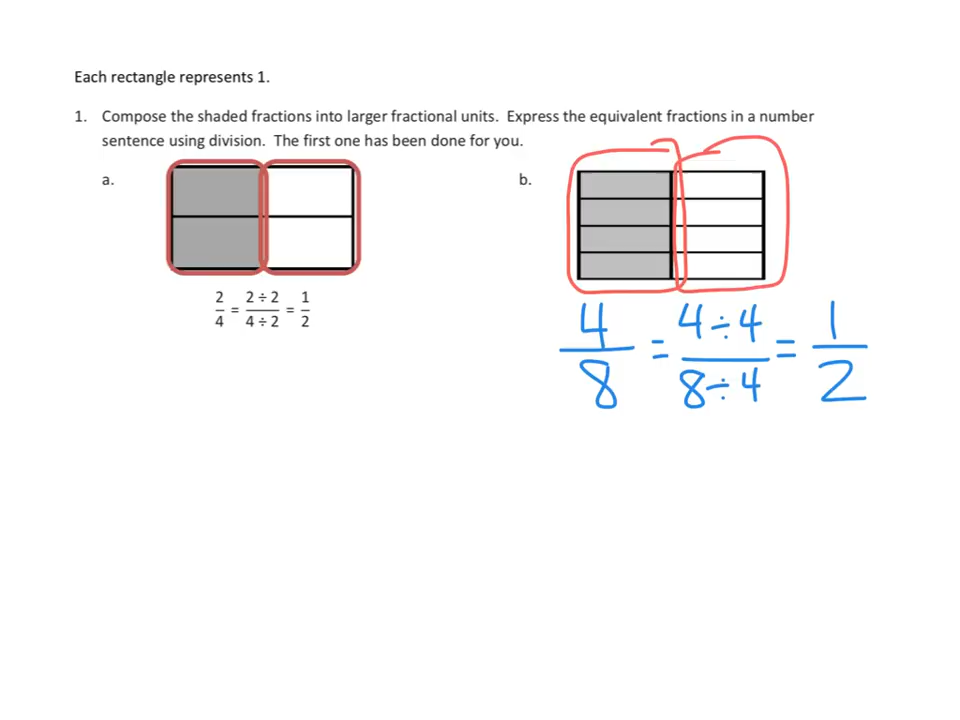 Each rectangle represents 1.
1. Compose the shaded fractions into larger fractional units. Express the equivalent fractions in a number
sentence using division. The first one has been done for you.
a.
b.
2/4 = (2 ÷ 2)/(4 ÷ 2) = 1/2
4/8 = (4 ÷ 4)/(8 ÷ 4) = 1/2